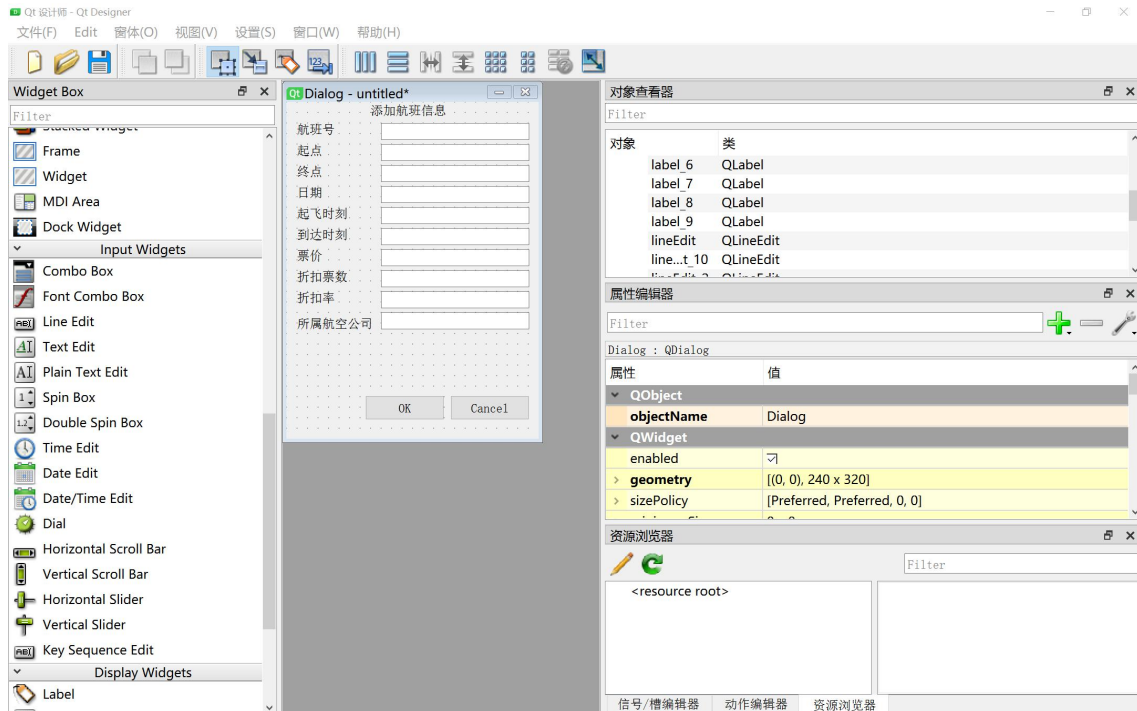 Qt 设计师 - Qt Designer
文件(F) Edit 窗体(O) 视图(V) 设置(S) 窗口(W) 帮助(H)
Widget Box
Filter
Stacked Widget
Frame
Widget
MDI Area
Dock Widget
Input Widgets
Combo Box
Font Combo Box
Line Edit
Text Edit
Plain Text Edit
Spin Box
Double Spin Box
Time Edit
Date Edit
Date/Time Edit
Dial
Horizontal Scroll Bar
Vertical Scroll Bar
Horizontal Slider
Vertical Slider
Key Sequence Edit
Display Widgets
Label
Dialog - untitled*
添加航班信息
航班号
起点
终点
日期
起飞时刻
到达时刻
票价
折扣票数
折扣率
所属航空公司
OK Cancel
对象查看器
Filter
对象 类
label_6 QLabel
label_7 QLabel
label_8 QLabel
label_9 QLabel
lineEdit QLineEdit
line...t_10 QLineEdit
属性编辑器
Filter
Dialog : QDialog
属性 值
QObject
objectName Dialog
QWidget
enabled
geometry [(0, 0), 240 x 320]
sizePolicy [Preferred, Preferred, 0, 0]
资源浏览器
Filter
<resource root>
信号/槽编辑器 动作编辑器 资源浏览器